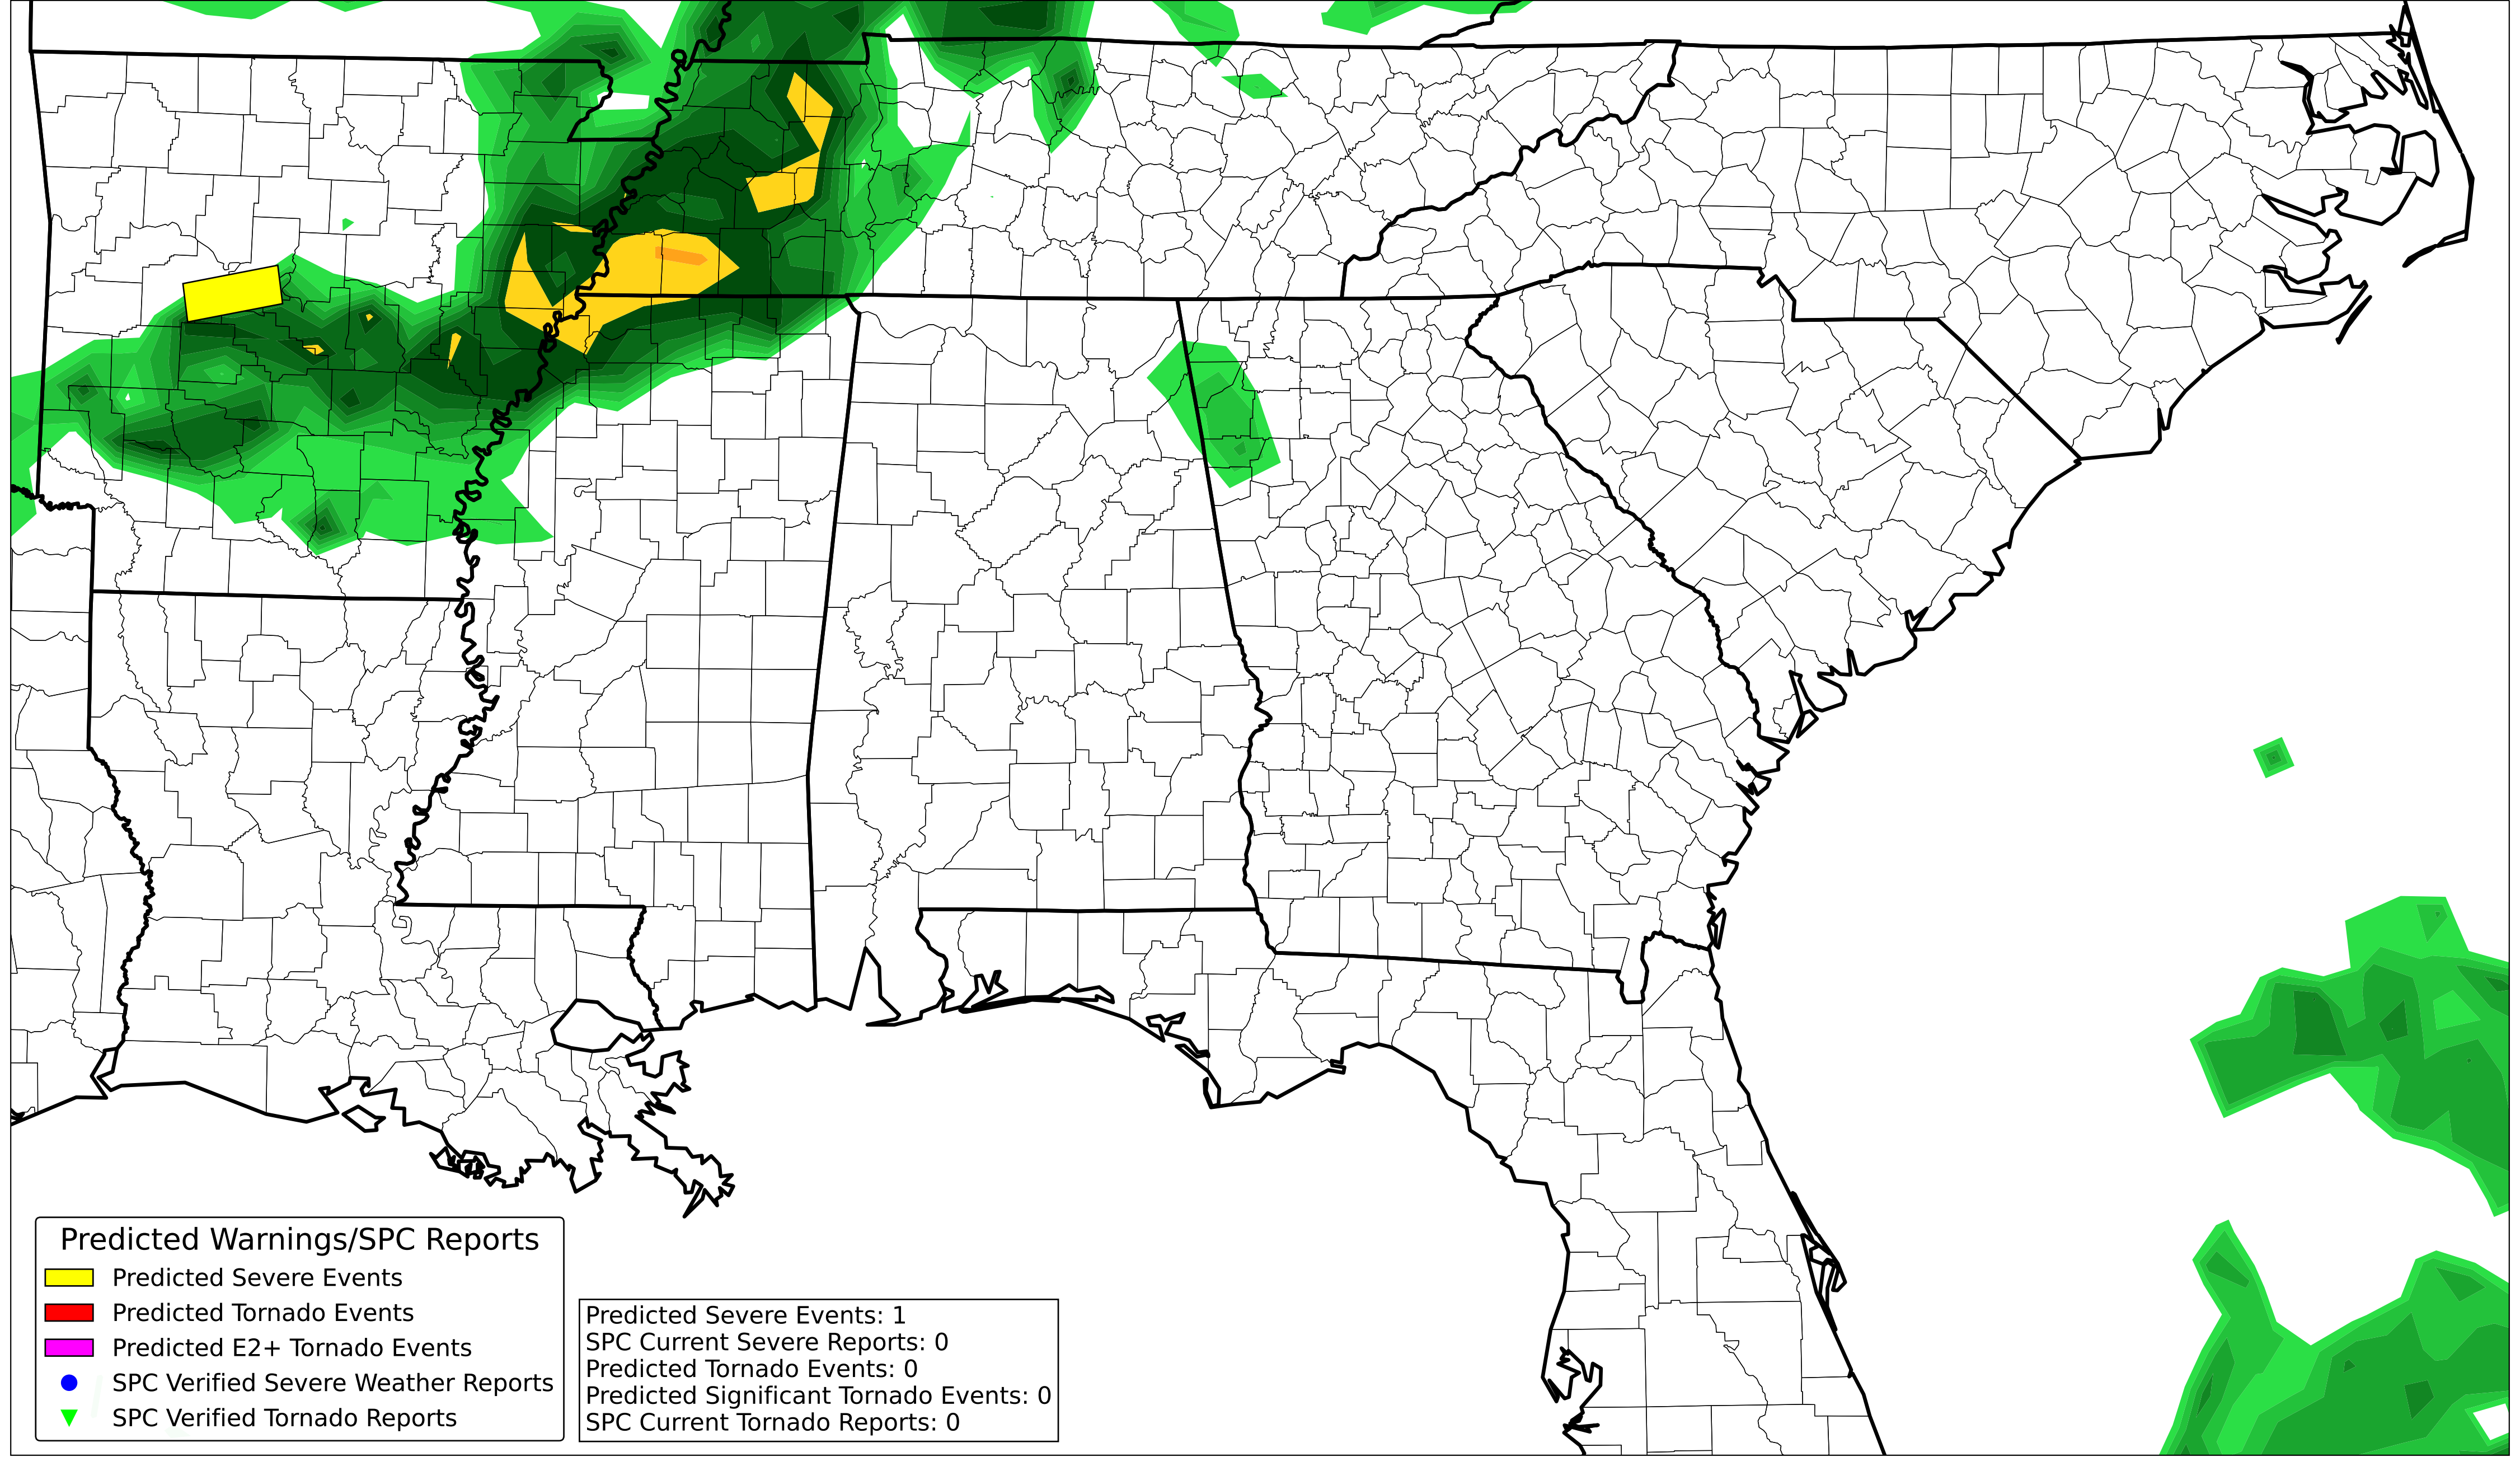 Predicted Warnings/SPC Reports
Predicted Severe Events
Predicted Tornado Events
Predicted E2+ Tornado Events
SPC Verified Severe Weather Reports
SPC Verified Tornado Reports
Predicted Severe Events: 1
SPC Current Severe Reports: 0
Predicted Tornado Events: 0
Predicted Significant Tornado Events: 0
SPC Current Tornado Reports: 0